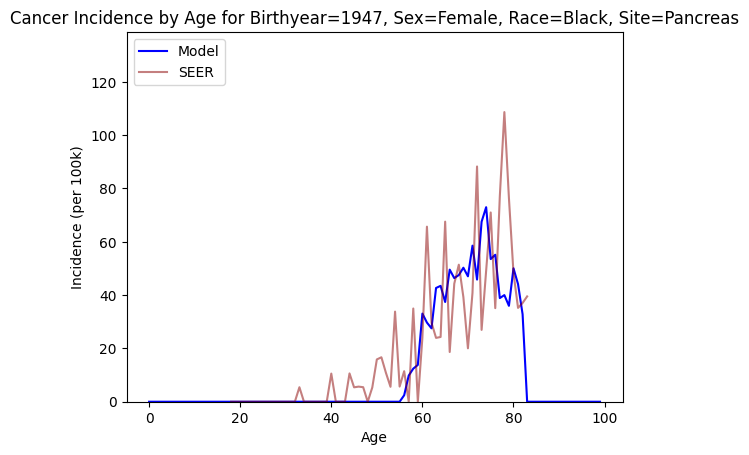 Cancer Incidence by Age for Birthyear=1947, Sex=Female, Race=Black, Site=Pancreas
Model
SEER
Incidence (per 100k)
120
100
80
60
40
20
0
0 20 40 60 80 100
Age